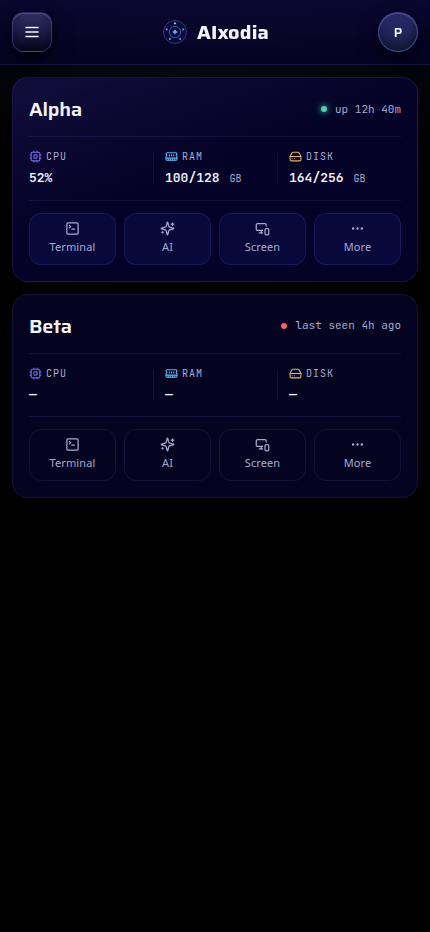 AIxodia
P
Alpha
up 12h 40m
CPU RAM DISK
52% 100/128 GB 164/256 GB
Terminal AI Screen More
Beta
last seen 4h ago
CPU RAM DISK
— — —
Terminal AI Screen More